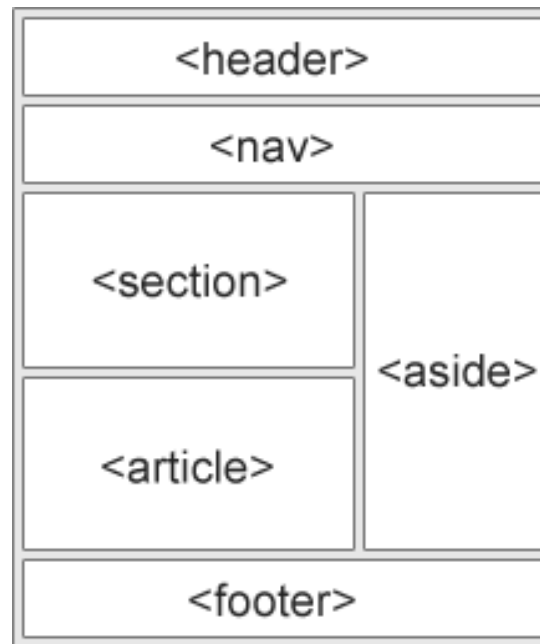 <header>
<nav>
<section>
<aside>
<article>
<footer>